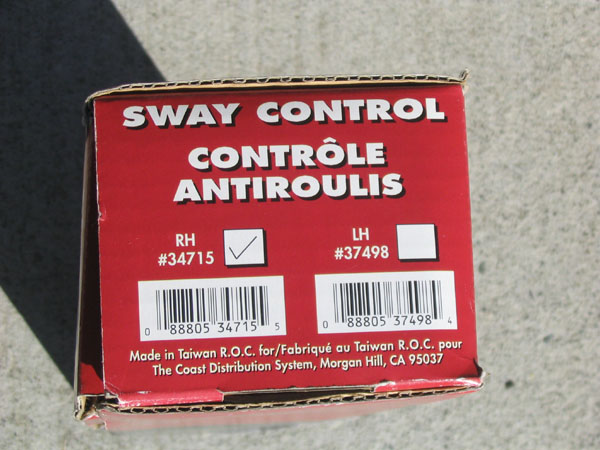 SWAY CONTROL
CONTRÔLE
ANTIROULIS
RH
#34715
LH
#37498
0 88805 34715 5
0 88805 37498 4
Made in Taiwan R.O.C. for/Fabriqué au Taiwan R.O.C. pour
The Coast Distribution System, Morgan Hill, CA 95037